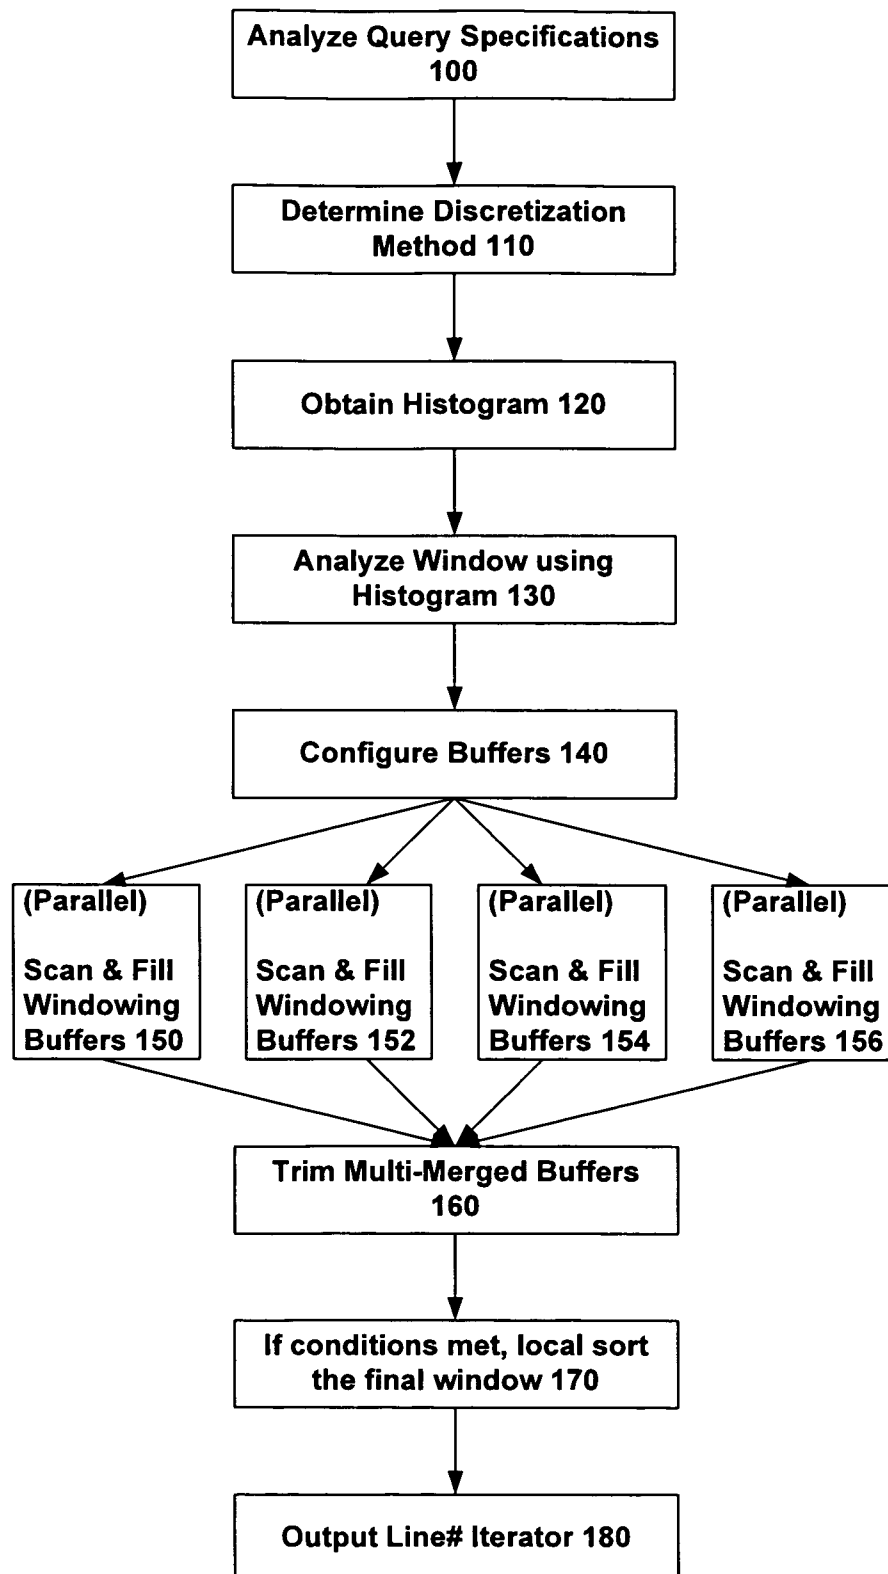 Analyze Query Specifications
100
Determine Discretization
Method 110
Obtain Histogram 120
Analyze Window using
Histogram 130
Configure Buffers 140
(Parallel)
Scan & Fill
Windowing
Buffers 150
(Parallel)
Scan & Fill
Windowing
Buffers 152
(Parallel)
Scan & Fill
Windowing
Buffers 154
(Parallel)
Scan & Fill
Windowing
Buffers 156
Trim Multi-Merged Buffers
160
If conditions met, local sort
the final window 170
Output Line# Iterator 180